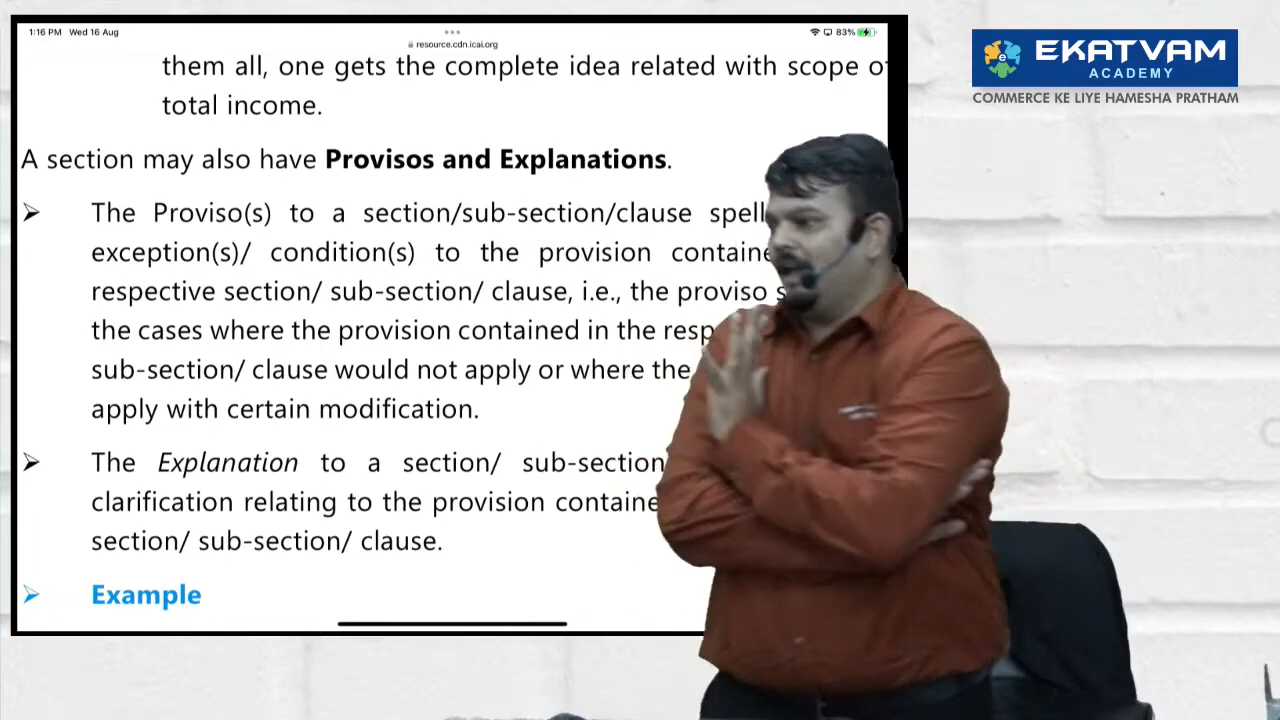 1:16 PM Wed 16 Aug
83%
resource.cdn.icai.org
them all, one gets the complete idea related with scope of
total income.
A section may also have Provisos and Explanations.
The Proviso(s) to a section/sub-section/clause spell
exception(s)/ condition(s) to the provision containe
respective section/ sub-section/ clause, i.e., the proviso s
the cases where the provision contained in the resp
sub-section/ clause would not apply or where the
apply with certain modification.
The Explanation to a section/ sub-section
clarification relating to the provision containe
section/ sub-section/ clause.
Example
EKATVAM
ACADEMY
COMMERCE KE LIYE HAMESHA PRATHAM